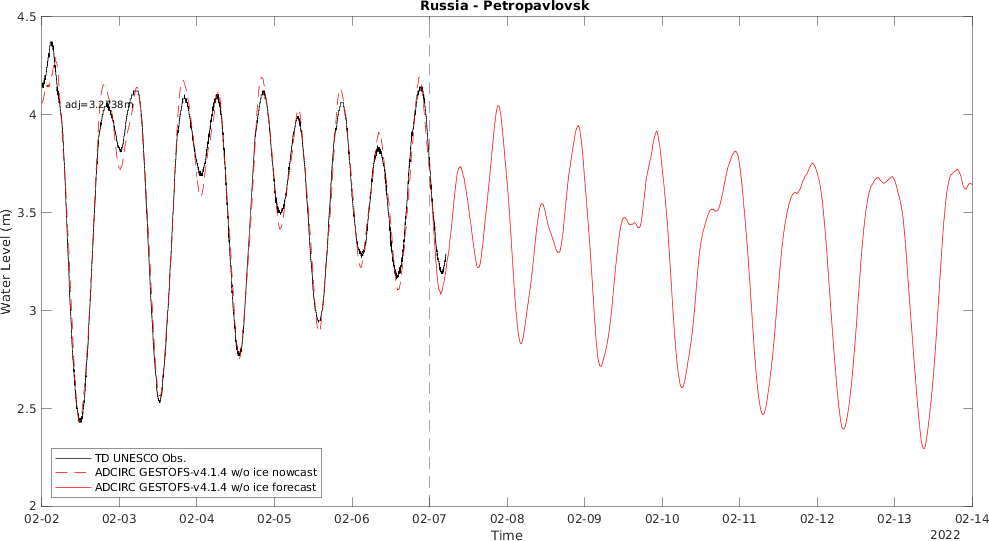 Russia - Petropavlovsk
4.5
4
3.5
3
2.5
2
Water Level (m)
TD UNESCO Obs.
ADCIRC GESTOFS-v4.1.4 w/o ice nowcast
ADCIRC GESTOFS-v4.1.4 w/o ice forecast
02-02 02-03 02-04 02-05 02-06 02-07 02-08 02-09 02-10 02-11 02-12 02-13 02-14
Time
2022